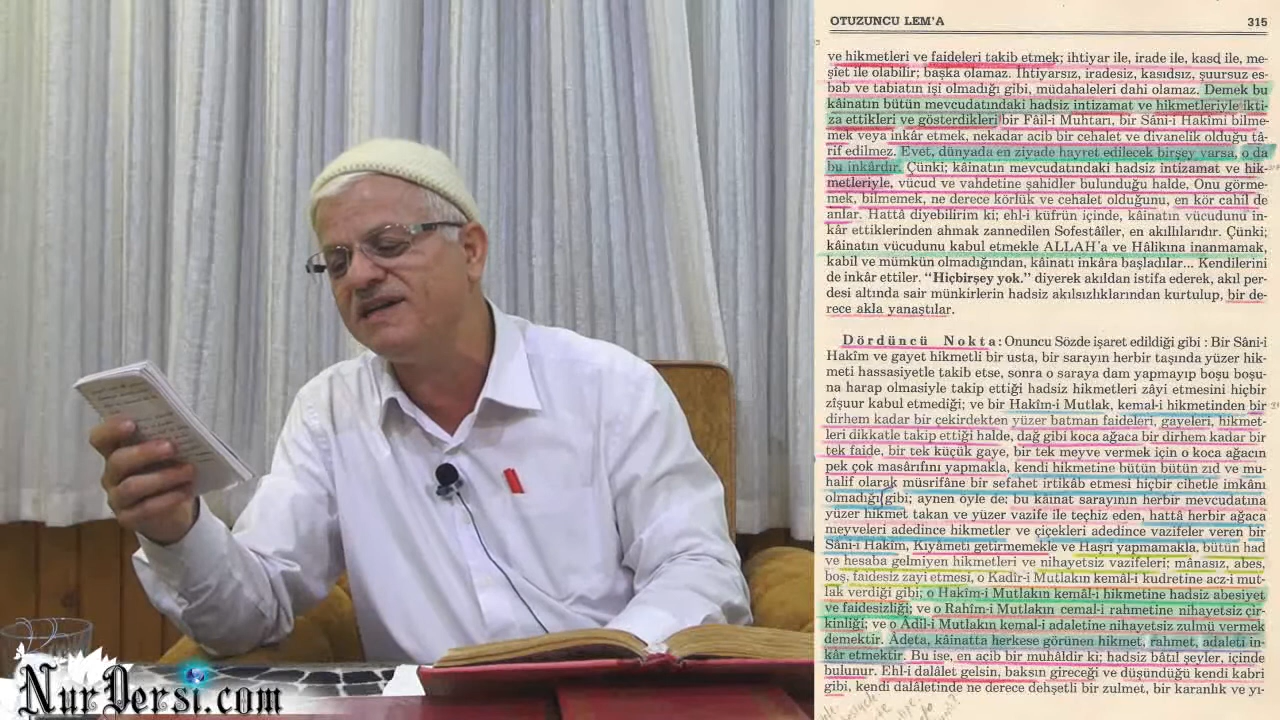 OTUZUNCU LEM'A 315
ve hikmetleri ve faideleri takib etmek; ihtiyar ile, irade ile, kasd ile, me-
şiet ile olabilir; başka olamaz. İhtiyarsız, iradesiz, kasıdsız, şuursuz es-
bab ve tabiatın işi olmadığı gibi, müdahaleleri dahi olamaz. Demek bu
kâinatın bütün mevcudatındaki hadsiz intizamat ve hikmetleriyle ikti-
za ettikleri ve gösterdikleri bir Fâil-i Muhtarı, bir Sâni-i Hakîmi bilme-
mek veya inkâr etmek, nekadar acib bir cehalet ve divanelik olduğu tâ-
rif edilmez. Evet, dünyada en ziyade hayret edilecek birşey varsa, o da
bu inkârdır. Çünki; kâinatın mevcudatındaki hadsiz intizamat ve hik-
metleriyle, vücud ve vahdetine şahidler bulunduğu halde, Onu görme-
mek, bilmemek, ne derece körlük ve cehalet olduğunu, en kör cahil de
anlar. Hattâ diyebilirim ki; ehl-i küfrün içinde, kâinatın vücudunu in-
kâr ettiklerinden ahmak zannedilen Sofestâîler, en akıllılarıdır. Çünki;
kâinatın vücudunu kabul etmekle ALLAH'a ve Hâlikına inanmamak,
kabil ve mümkün olmadığından, kâinatı inkâra başladılar... Kendilerini
de inkâr ettiler. "Hiçbirşey yok." diyerek akıldan istifa ederek, akıl per-
desi altında sair münkirlerin hadsiz akılsızlıklarından kurtulup, bir de-
rece akla yanaştılar.
Dördüncü Nokta: Onuncu Sözde işaret edildiği gibi : Bir Sâni-i
Hakîm ve gayet hikmetli bir usta, bir sarayın herbir taşında yüzer hik-
meti hassasiyetle takib etse, sonra o saraya dam yapmayıp boşu boşu-
na harap olmasiyle takip ettiği hadsiz hikmetleri zâyi etmesini hiçbir
zîşuur kabul etmediği; ve bir Hakîm-i Mutlak, kemal-i hikmetinden bir
dirhem kadar bir çekirdekten yüzer batman faideleri, gayeleri, hikmet-
leri dikkatle takip ettiği halde, dağ gibi koca ağaca bir dirhem kadar bir
tek faide, bir tek küçük gaye, bir tek meyve vermek için o koca ağacın
pek çok masârıfını yapmakla, kendi hikmetine bütün bütün zıd ve mu-
halif olarak müsrifâne bir sefahet irtikâb etmesi hiçbir cihetle imkânı
olmadığı gibi; aynen öyle de; bu kâinat sarayının herbir mevcudatına
yüzer hikmet takan ve yüzer vazife ile teçhiz eden, hattâ herbir ağaca
meyveleri adedince hikmetler ve çiçekleri adedince vazifeler veren bir
Sâni-i Hakîm, Kıyâmeti getirmemekle ve Haşri yapmamakla, bütün had
ve hesaba gelmiyen hikmetleri ve nihayetsiz vazifeleri; mânasız, abes,
boş, faidesiz zayi etmesi, o Kadîr-i Mutlakın kemâl-i kudretine acz-i mut-
lak verdiği gibi; o Hakîm-i Mutlakın kemâl-i hikmetine hadsiz abesiyet
ve faidesizliği; ve o Rahîm-i Mutlakın cemal-i rahmetine nihayetsiz çir-
kinliği; ve o Âdil-i Mutlakın kemal-i adaletine nihayetsiz zulmü vermek
demektir. Âdeta, kâinatta herkese görünen hikmet, rahmet, adaleti in-
kâr etmektir. Bu ise, en acib bir muhâldir ki; hadsiz bâtıl şeyler, içinde
bulunur. Ehl-i dalâlet gelsin, baksın gireceği ve düşündüğü kendi kabri
gibi, kendi dalâletinde ne derece dehşetli bir zulmet, bir karanlık ve yı-
NurDersi.com